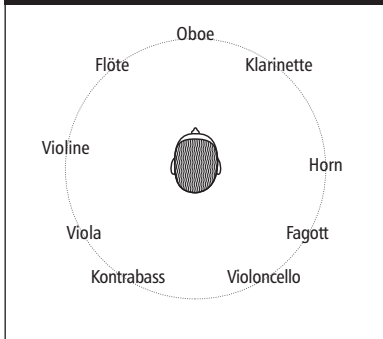 Oboe
Flöte
Klarinette
Violine
Horn
Viola
Fagott
Kontrabass
Violoncello